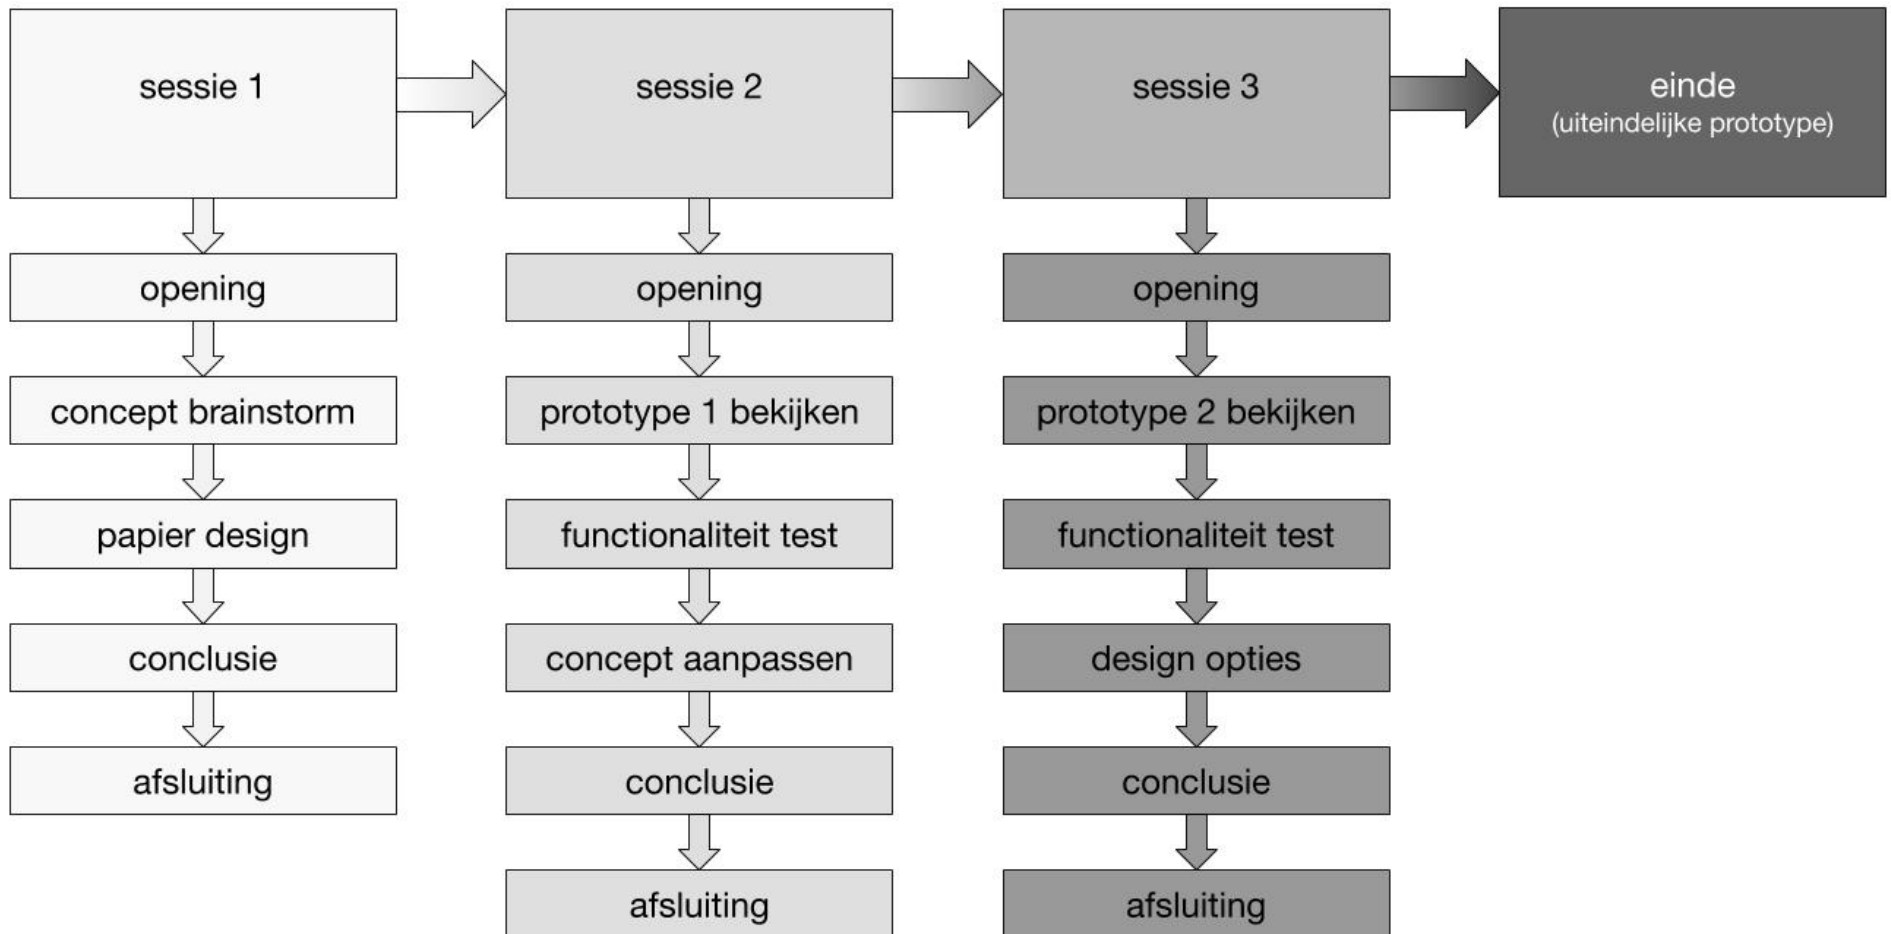 sessie 1
opening
concept brainstorm
papier design
conclusie
afsluiting
sessie 2
opening
prototype 1 bekijken
functionaliteit test
concept aanpassen
conclusie
afsluiting
sessie 3
opening
prototype 2 bekijken
functionaliteit test
design opties
conclusie
afsluiting
einde
(uiteindelijke prototype)